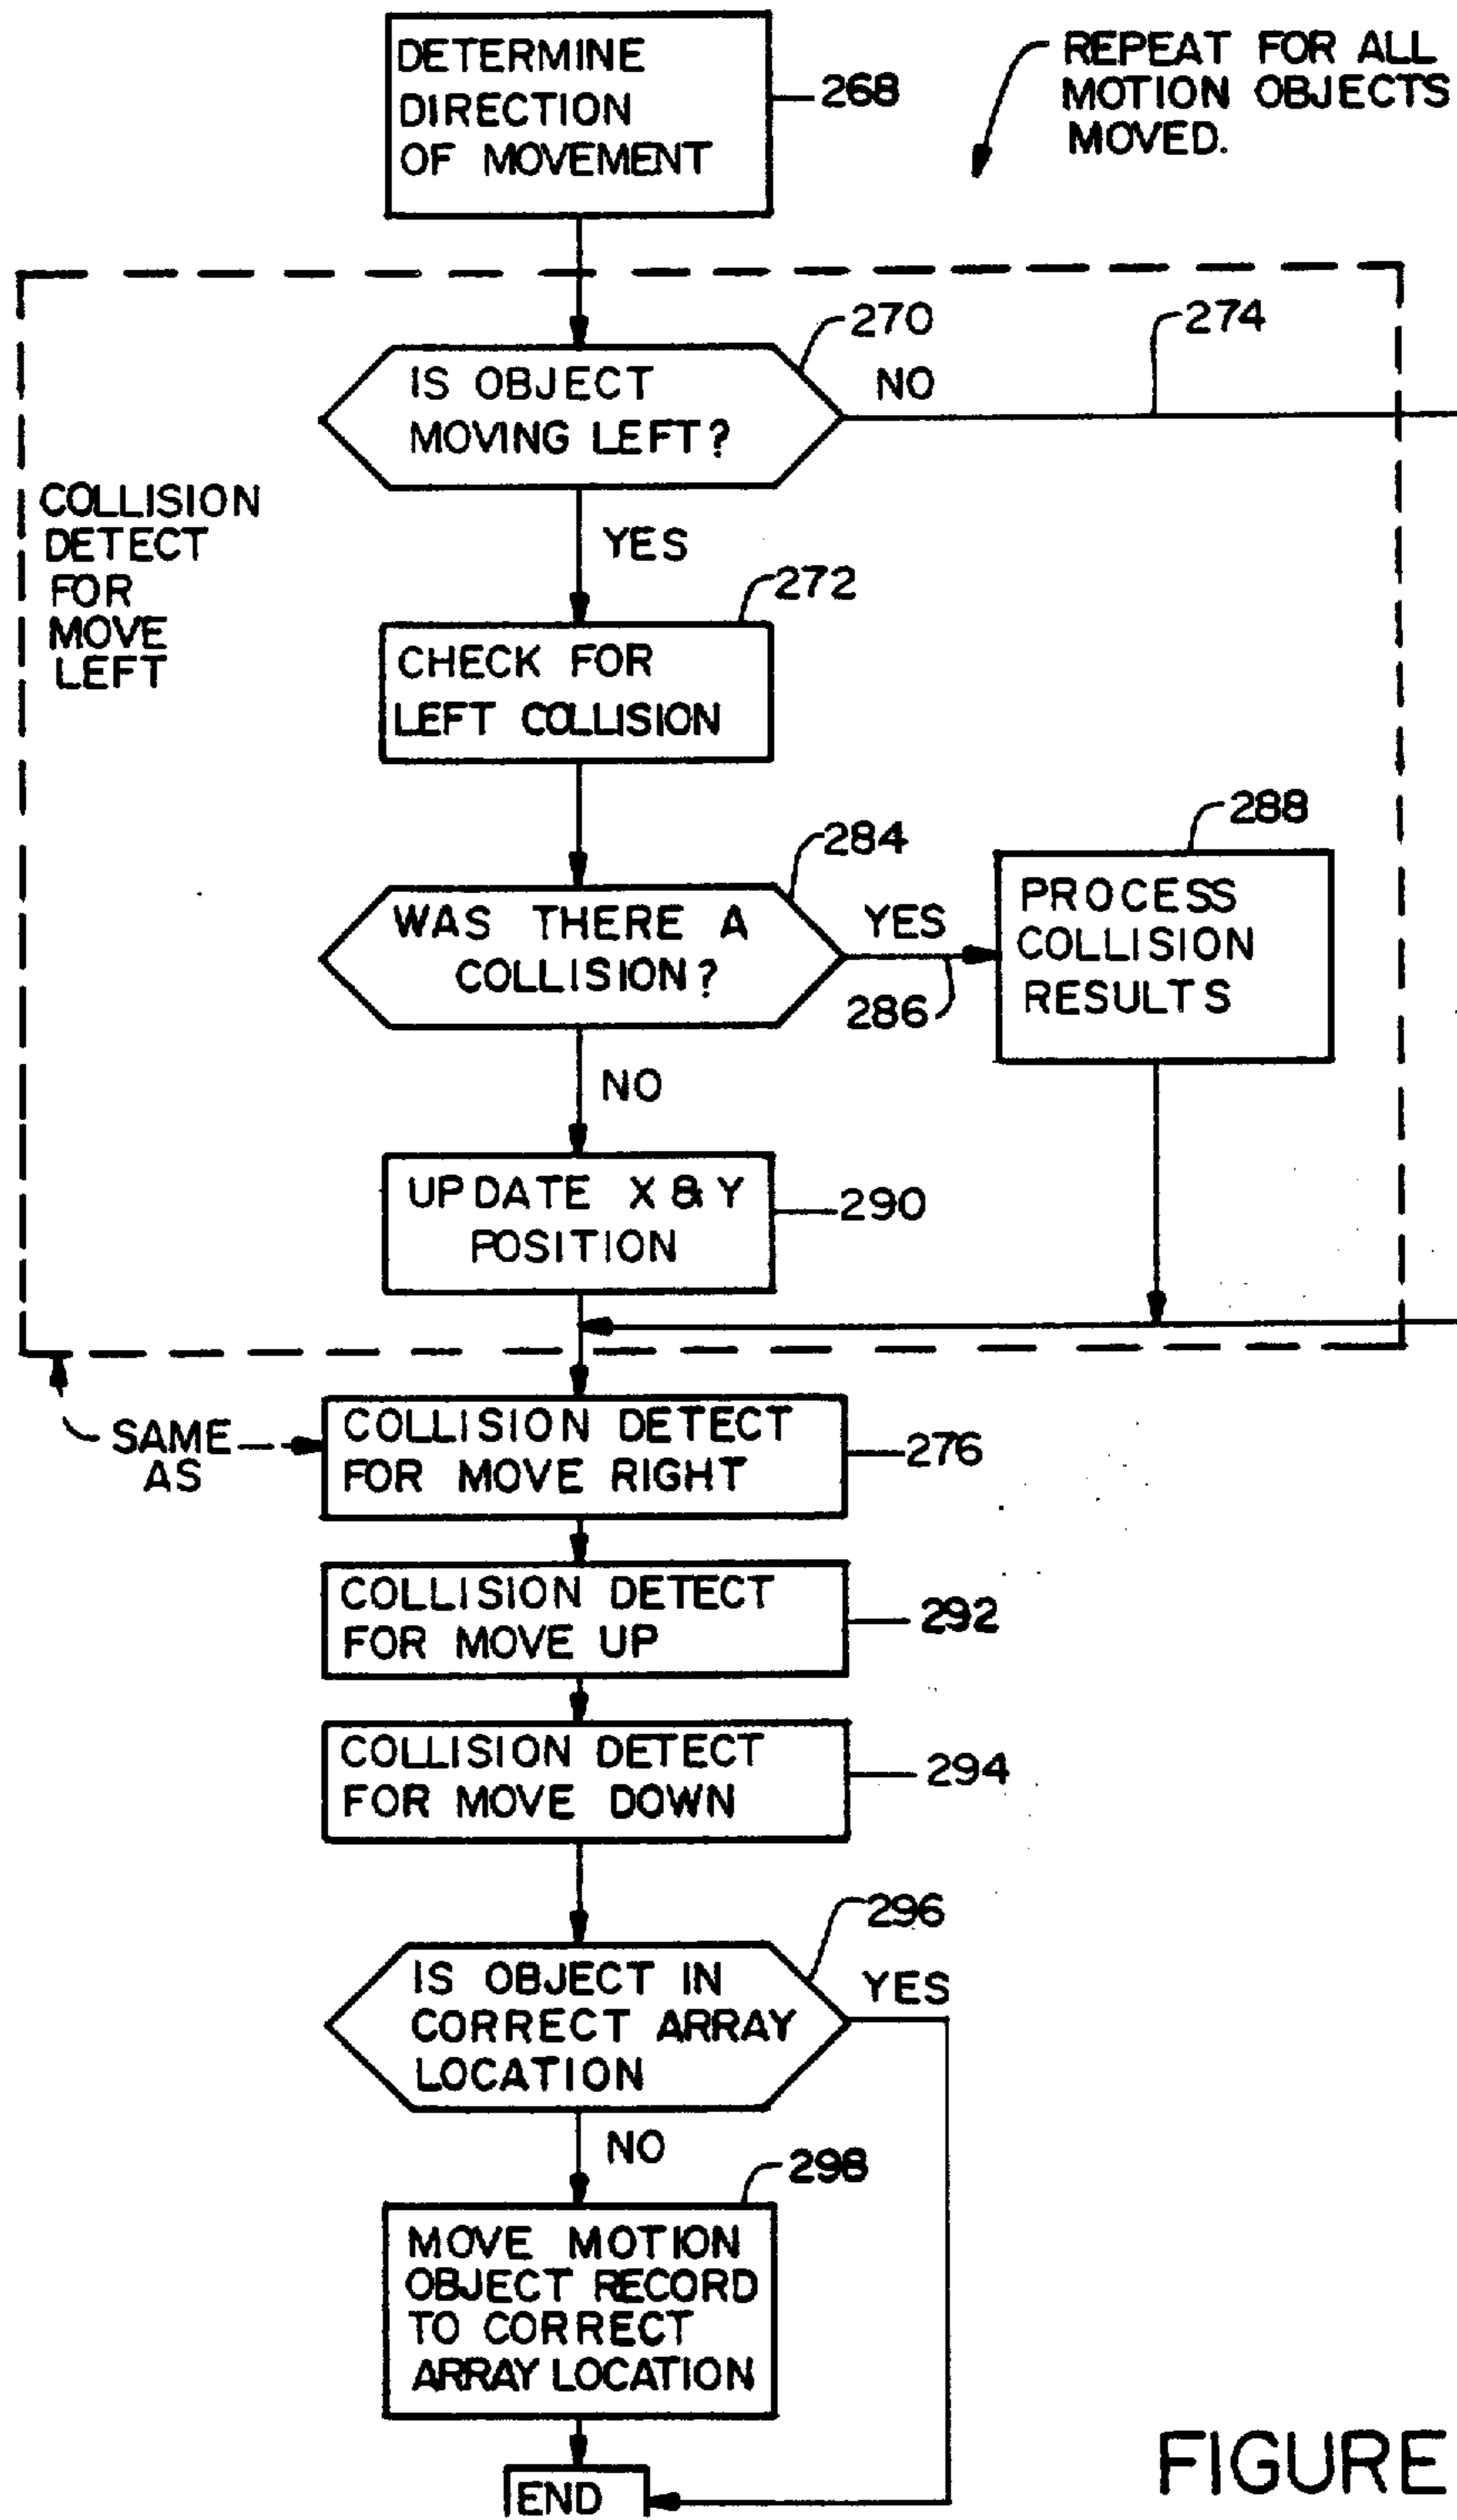 DETERMINE
DIRECTION
OF MOVEMENT
268
REPEAT FOR ALL
MOTION OBJECTS
MOVED.
270
274
IS OBJECT
MOVING LEFT?
NO
COLLISION
DETECT
FOR
MOVE
LEFT
YES
272
CHECK FOR
LEFT COLLISION
284
288
WAS THERE A
COLLISION?
YES
286
PROCESS
COLLISION
RESULTS
NO
UPDATE X & Y
POSITION
290
SAME
AS
COLLISION DETECT
FOR MOVE RIGHT
276
COLLISION DETECT
FOR MOVE UP
292
COLLISION DETECT
FOR MOVE DOWN
294
296
IS OBJECT IN
CORRECT ARRAY
LOCATION
YES
NO
298
MOVE MOTION
OBJECT RECORD
TO CORRECT
ARRAY LOCATION
END
FIGURE